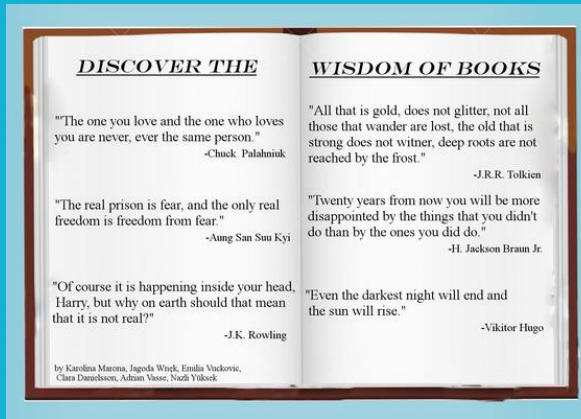 DISCOVER THE
"'The one you love and the one who loves
you are never, ever the same person."
-Chuck Palahniuk
"The real prison is fear, and the only real
freedom is freedom from fear."
-Aung San Suu Kyi
"Of course it is happening inside your head,
Harry, but why on earth should that mean
that it is not real?"
-J.K. Rowling
by Karolina Marona, Jagoda Wnęk, Emilia Vuckovic,
Clara Danielsson, Adrian Vasse, Nazli Yüksek
WISDOM OF BOOKS
"All that is gold, does not glitter, not all
those that wander are lost, the old that is
strong does not witner, deep roots are not
reached by the frost."
-J.R.R. Tolkien
"Twenty years from now you will be more
disappointed by the things that you didn't
do than by the ones you did do."
-H. Jackson Braun Jr.
"Even the darkest night will end and
the sun will rise."
-Vikitor Hugo